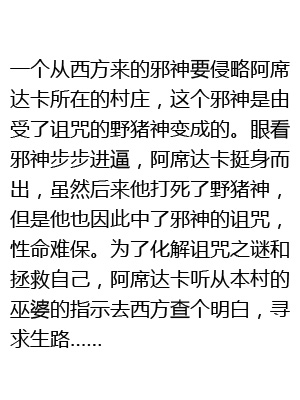 一个从西方来的邪神要侵略阿席
达卡所在的村庄，这个邪神是由
受了诅咒的野猪神变成的。眼看
邪神步步进逼，阿席达卡挺身而
出，虽然后来他打死了野猪神，
但是他也因此中了邪神的诅咒，
性命难保。为了化解诅咒之谜和
拯救自己，阿席达卡听从本村的
巫婆的指示去西方查个明白，寻
求生路......